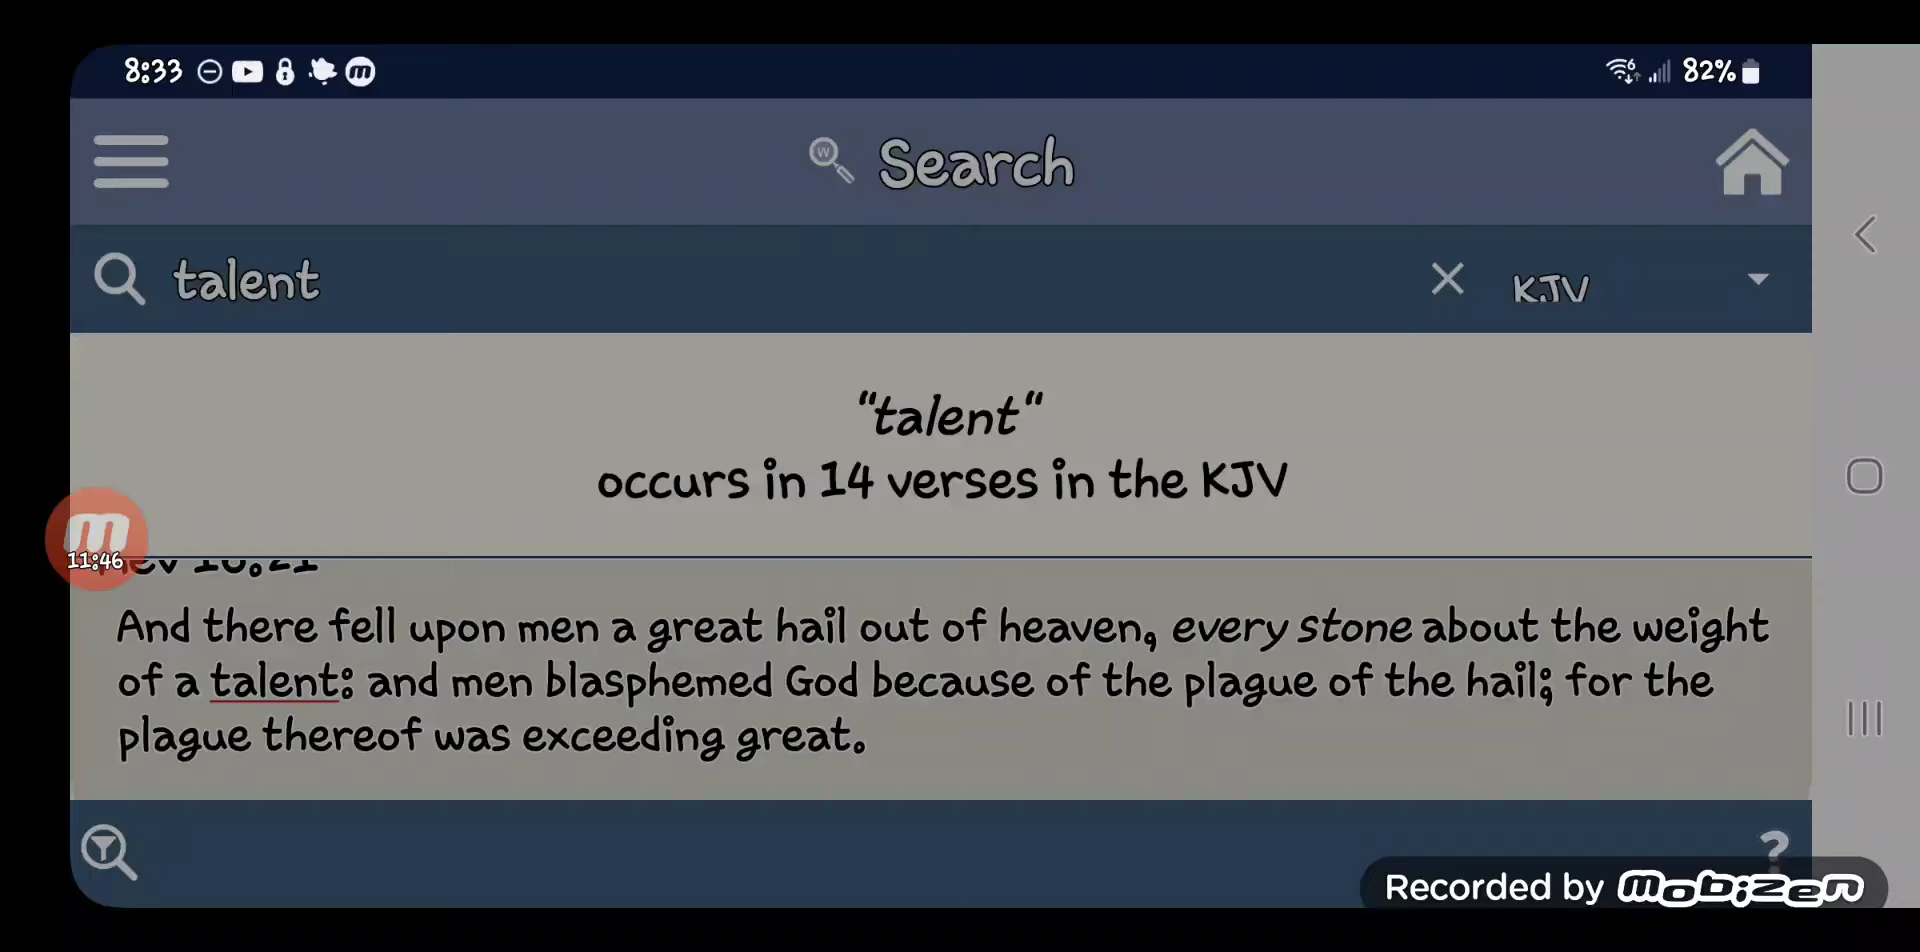 8:33
6
82%
W
Search
talent
KJV
"talent"
occurs in 14 verses in the KJV
11:46
And there fell upon men a great hail out of heaven, every stone about the weight
of a talent: and men blasphemed God because of the plague of the hail; for the
plague thereof was exceeding great.
?
Recorded by mobizen